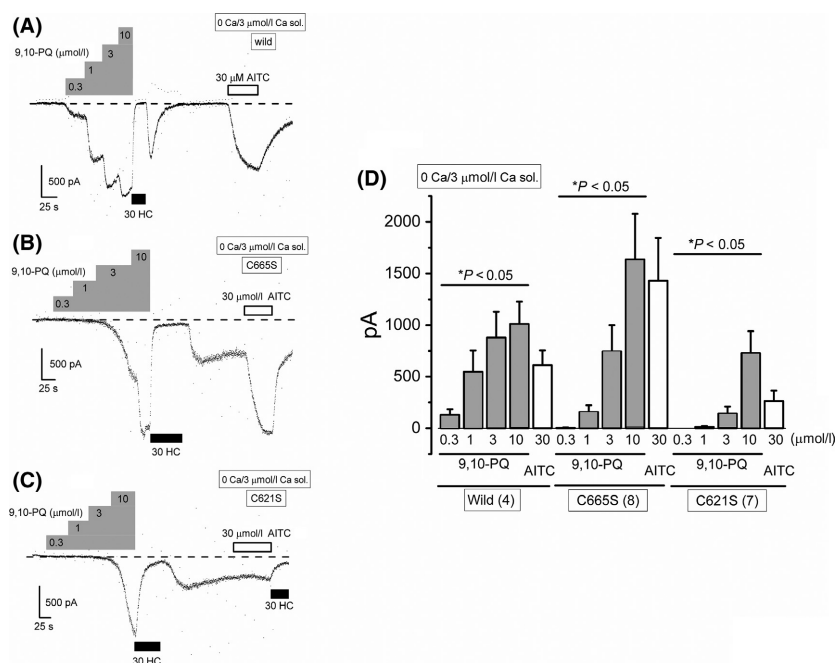 (A)
0 Ca/3 μmol/l Ca sol.
wild
9,10-PQ (μmol/l)
10
3
1
0.3
30 μM AITC
500 pA
25 s
30 HC
(B)
0 Ca/3 μmol/l Ca sol.
C665S
9,10-PQ (μmol/l)
10
3
1
0.3
30 μmol/l AITC
500 pA
25 s
30 HC
(C)
0 Ca/3 μmol/l Ca sol.
C621S
9,10-PQ (μmol/l)
10
3
1
0.3
30 μmol/l AITC
500 pA
25 s
30 HC
30 HC
(D)
0 Ca/3 μmol/l Ca sol.
*P < 0.05
*P < 0.05
*P < 0.05
pA
2000
1500
1000
750
500
250
0
0.3 1 3 10 30 0.3 1 3 10 30 0.3 1 3 10 30 (μmol/l)
9,10-PQ AITC 9,10-PQ AITC 9,10-PQ AITC
Wild (4) C665S (8) C621S (7)